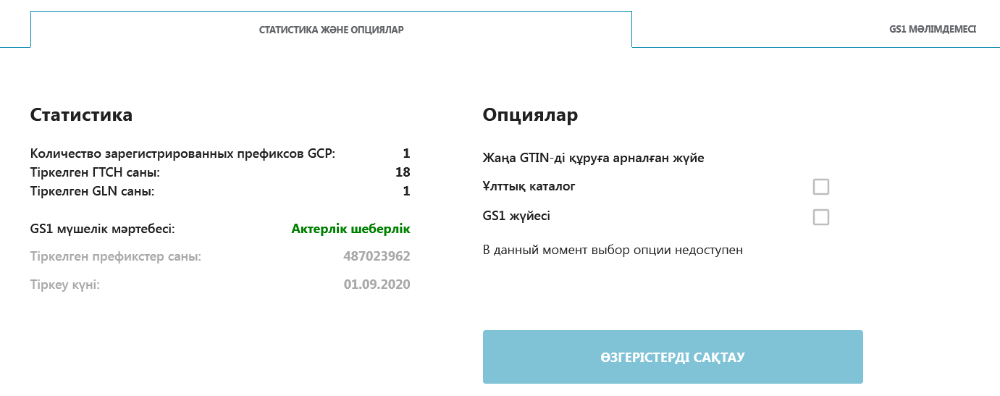 СТАТИСТИКА ЖӘНЕ ОПЦИЯЛАР
GS1 МӘЛІМДЕМЕСІ
Статистика
Количество зарегистрированных префиксов GCP: 1
Тіркелген ГТСН саны: 18
Тіркелген GLN саны: 1
GS1 мүшелік мәртебесі: Актерлік шеберлік
Тіркелген префикстер саны: 487023962
Тіркеу күні: 01.09.2020
Опциялар
Жаңа GTIN-ді құруға арналған жүйе
Ұлттық каталог
GS1 жүйесі
В данный момент выбор опции недоступен
ӨЗГЕРІСТЕРДІ САҚТАУ